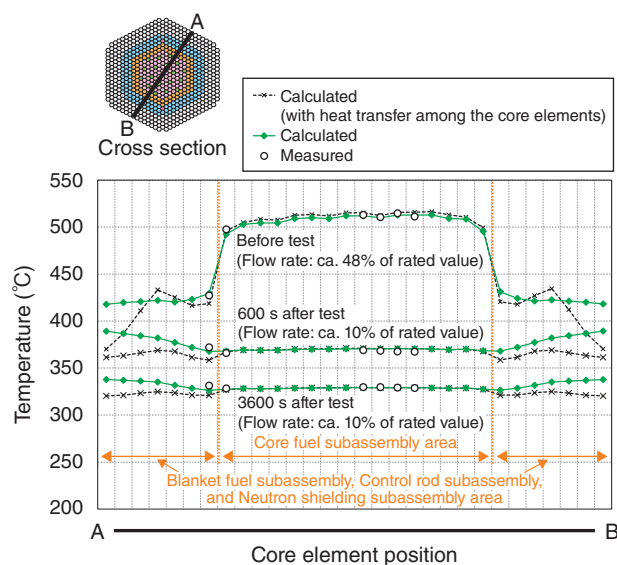 A
B
Cross section
Calculated
(with heat transfer among the core elements)
Calculated
Measured
Temperature (°C)
550
500
450
400
350
300
250
200
Before test
(Flow rate: ca. 48% of rated value)
600 s after test
(Flow rate: ca. 10% of rated value)
3600 s after test
(Flow rate: ca. 10% of rated value)
Core fuel subassembly area
Blanket fuel subassembly, Control rod subassembly,
and Neutron shielding subassembly area
A
B
Core element position